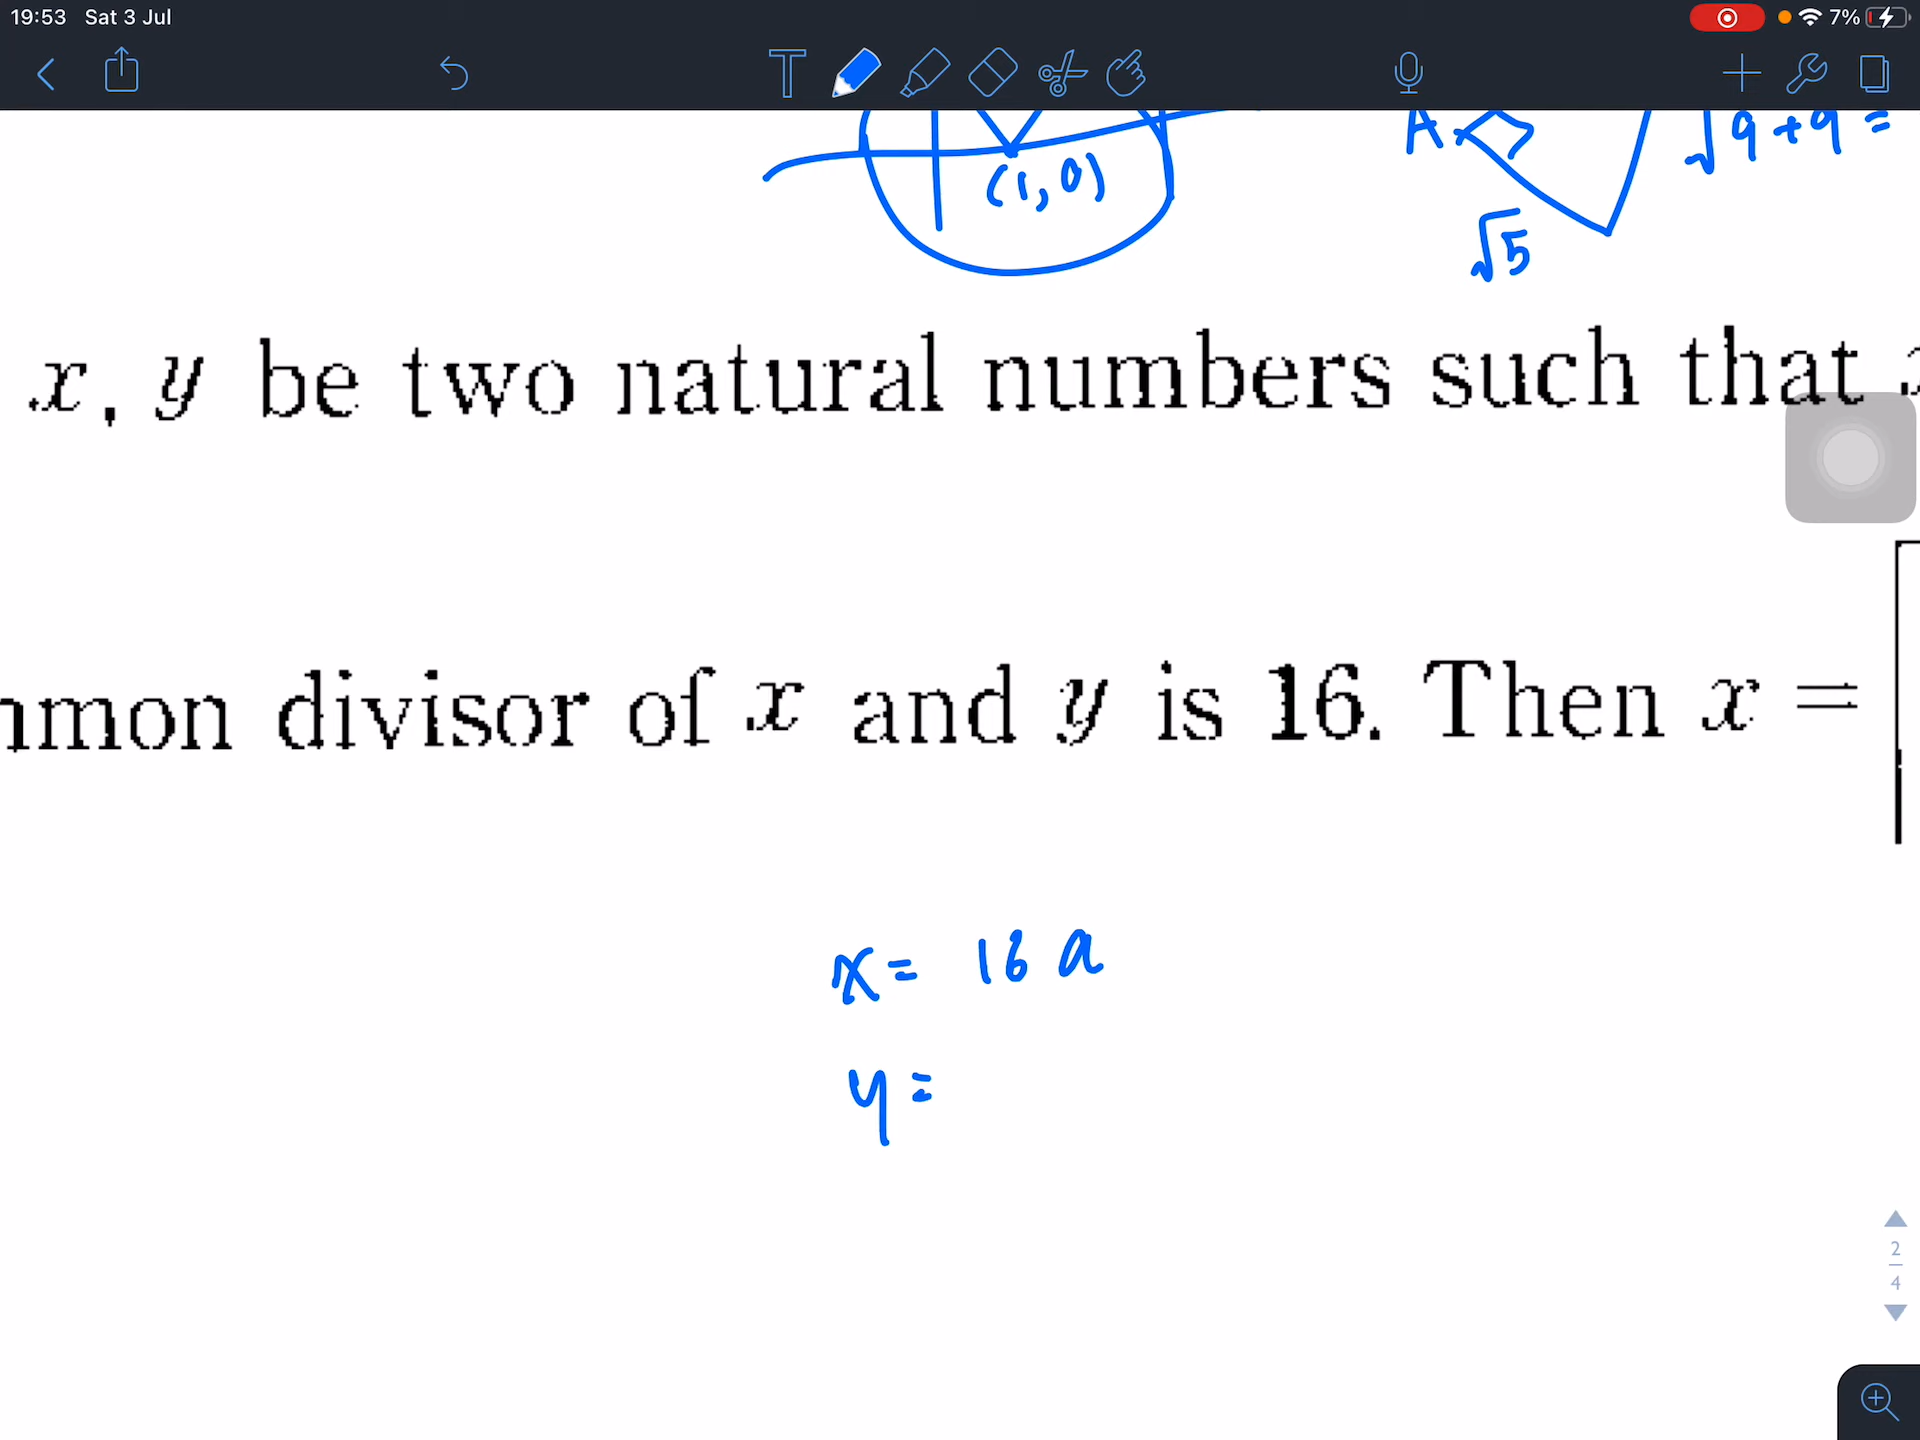 19:53 Sat 3 Jul
7%
T
A √9+9=
(1,0)
√5
x, y be two natural numbers such that
mmon divisor of x and y is 16. Then x =
x= 16 a
y=
2
4